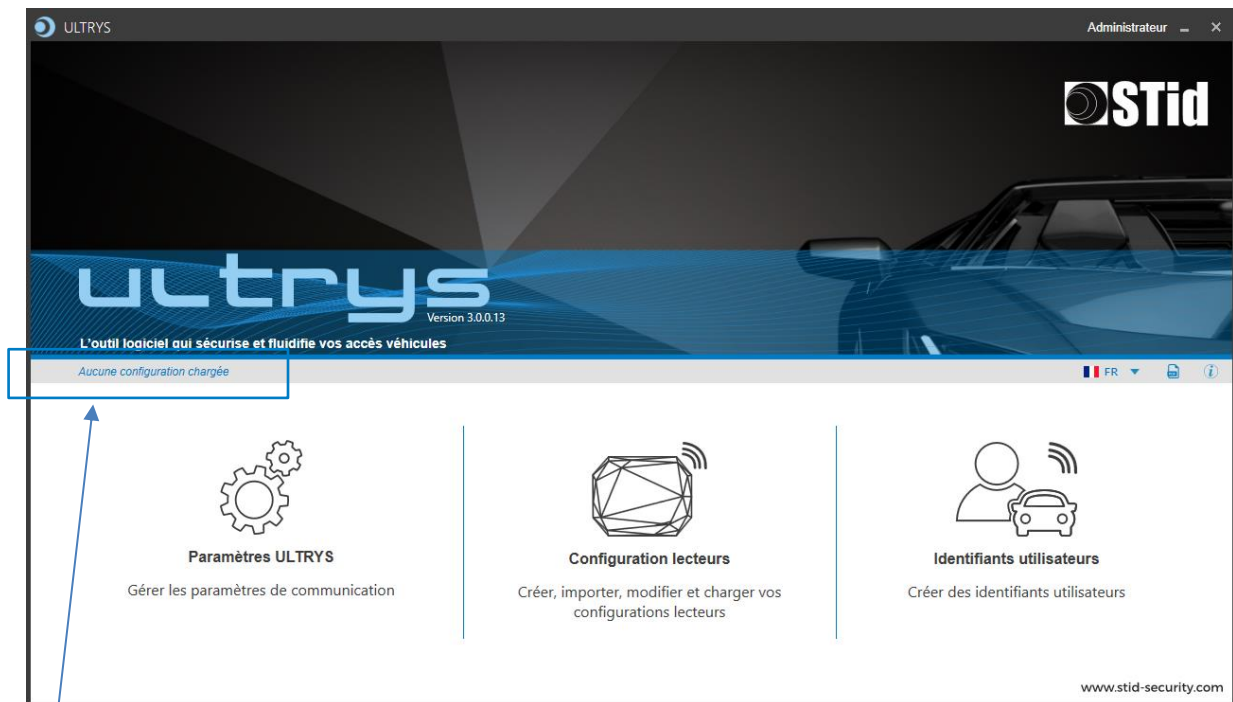 ULTRYS
Administrateur
STid
ultrys
Version 3.0.0.13
L'outil logiciel qui sécurise et fluidifie vos accès véhicules
Aucune configuration chargée
FR
Paramètres ULTRYS
Gérer les paramètres de communication
Configuration lecteurs
Créer, importer, modifier et charger vos
configurations lecteurs
Identifiants utilisateurs
Créer des identifiants utilisateurs
www.stid-security.com